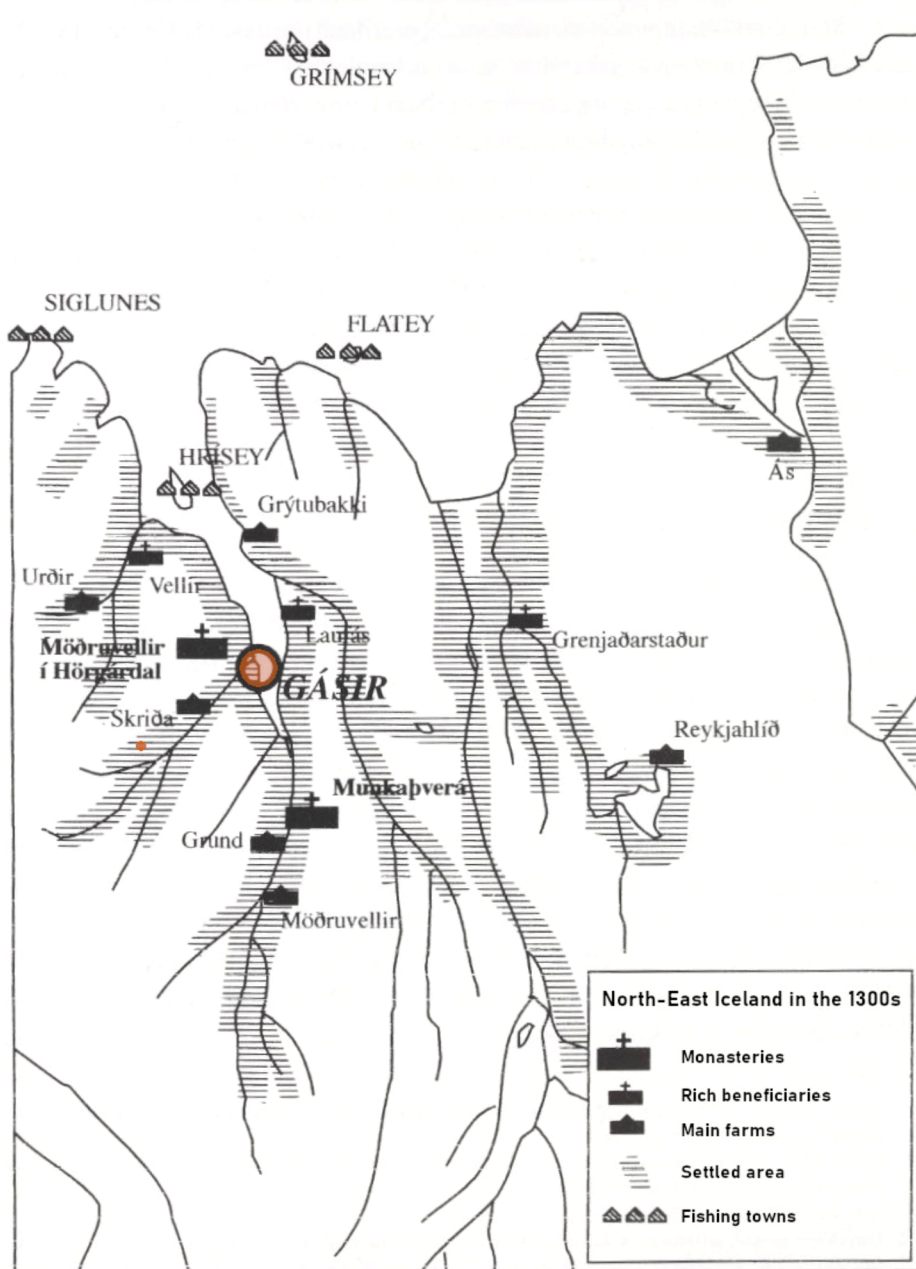 GRÍMSEY
SIGLUNES
FLATEY
HRÍSEY
Ás
Grýtubakki
Urðir
Vellir
Laufás
Grenjaðarstaður
Möðruvellir
í Hörgárdal
GÁSIR
Skriða
Reykjahlíð
Munkaþverá
Grund
Möðruvellir
North-East Iceland in the 1300s
Monasteries
Rich beneficiaries
Main farms
Settled area
Fishing towns